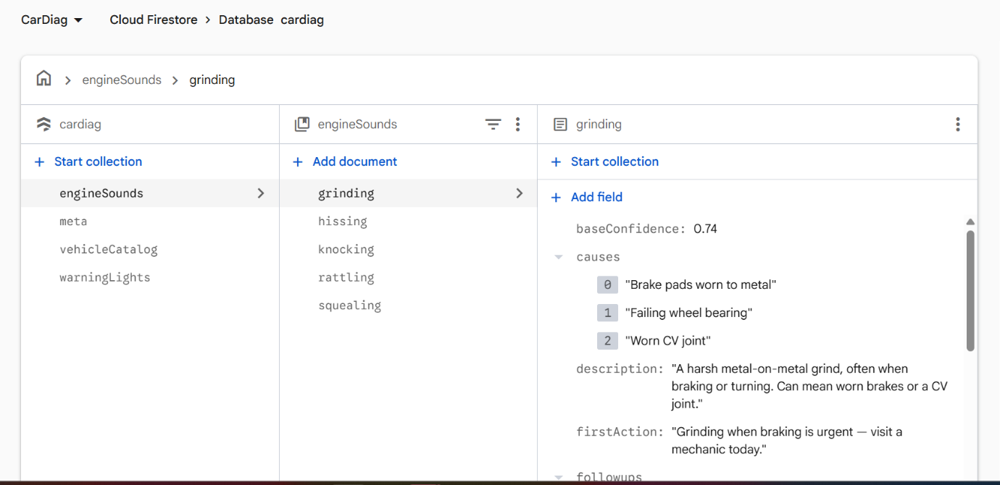 CarDiag Cloud Firestore > Database cardiag
engineSounds > grinding
cardiag
engineSounds
grinding
+ Start collection
+ Add document
+ Start collection
engineSounds
meta
vehicleCatalog
warningLights
grinding
hissing
knocking
rattling
squealing
+ Add field
baseConfidence: 0.74
causes
0 "Brake pads worn to metal"
1 "Failing wheel bearing"
2 "Worn CV joint"
description: "A harsh metal-on-metal grind, often when
braking or turning. Can mean worn brakes or a CV
joint."
firstAction: "Grinding when braking is urgent — visit a
mechanic today."
followups